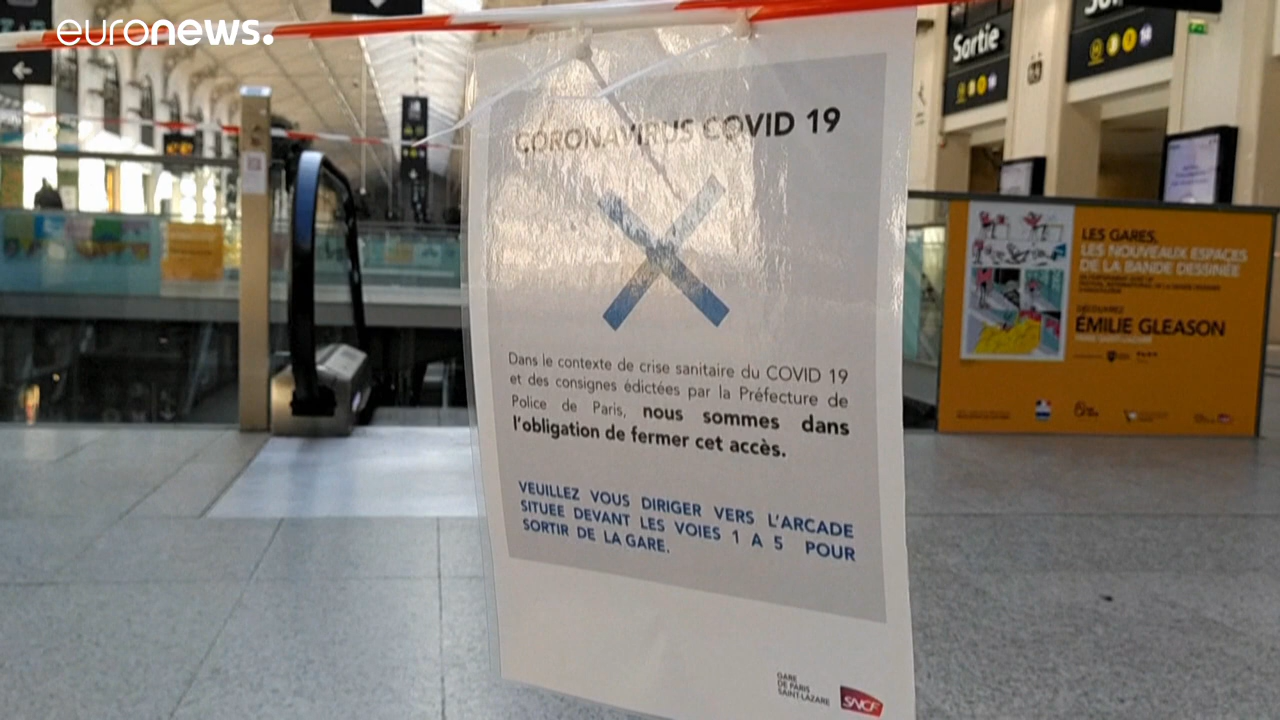 euronews.
Sortie
CORONAVIRUS COVID 19
Dans le contexte de crise sanitaire du COVID 19
et des consignes édictées par la Préfecture de
Police de Paris, nous sommes dans
l'obligation de fermer cet accès.
VEUILLEZ VOUS DIRIGER VERS L'ARCADE
SITUEE DEVANT LES VOIES 1 A 5 POUR
SORTIR DE LA GARE.
GARE
DE PARIS
SAINT-LAZARE
SNCF
LES GARES,
LES NOUVEAUX ESPACES
DE LA BANDE DESSINÉE
DÉCOUVREZ
ÉMILIE GLEASON